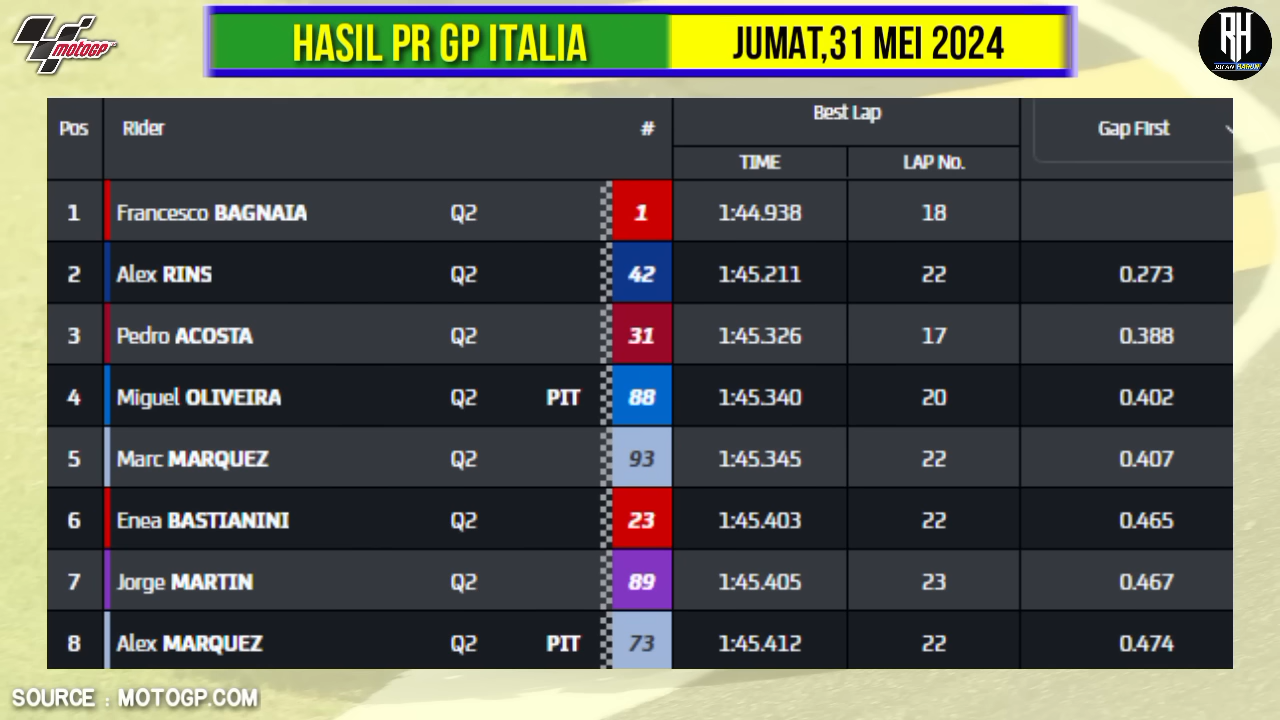 MotoGP
HASIL PR GP ITALIA
JUMAT,31 MEI 2024
RH
RIFAN HARUN
Pos Rider # Best Lap Gap First
TIME LAP No.
1 Francesco BAGNAIA Q2 1 1:44.938 18
2 Alex RINS Q2 42 1:45.211 22 0.273
3 Pedro ACOSTA Q2 31 1:45.326 17 0.388
4 Miguel OLIVEIRA Q2 PIT 88 1:45.340 20 0.402
5 Marc MARQUEZ Q2 93 1:45.345 22 0.407
6 Enea BASTIANINI Q2 23 1:45.403 22 0.465
7 Jorge MARTIN Q2 89 1:45.405 23 0.467
8 Alex MARQUEZ Q2 PIT 73 1:45.412 22 0.474
SOURCE : MOTOGP.COM